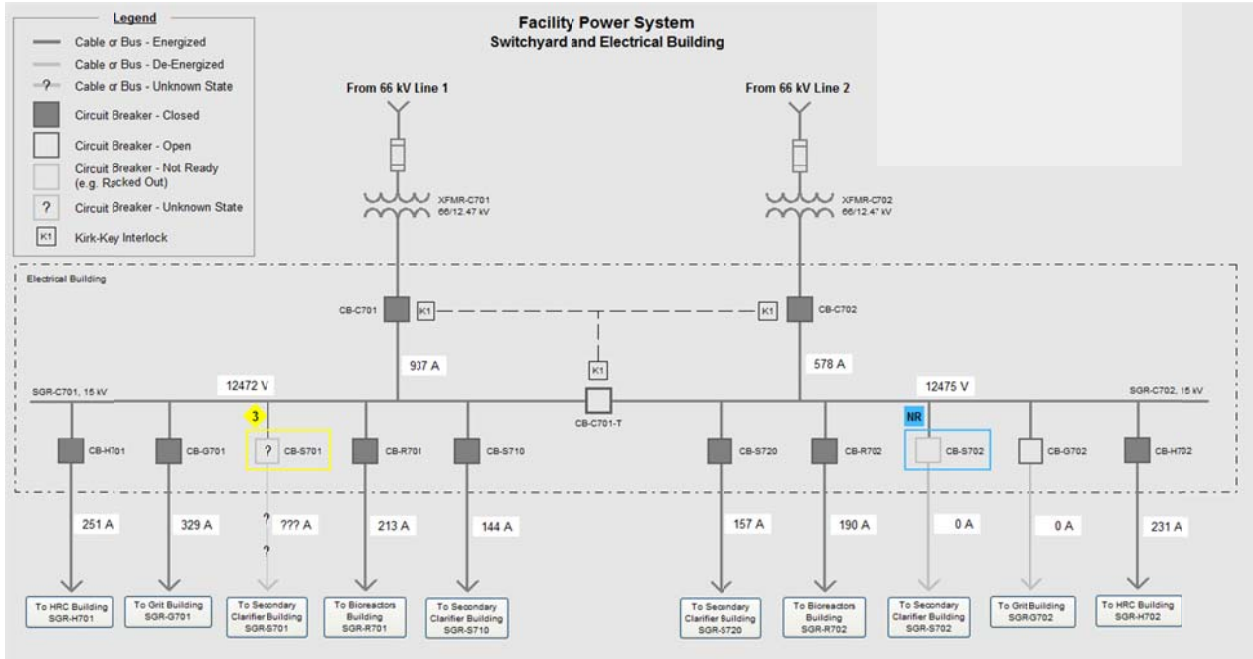 Legend
Cable or Bus - Energized
Cable or Bus - De-Energized
?
Cable or Bus - Unknown State
Circuit Breaker - Closed
Circuit Breaker - Open
Circuit Breaker - Not Ready
(e.g. Racked Out)
?
Circuit Breaker - Unknown State
K1
Kirk-Key Interlock
Facility Power System
Switchyard and Electrical Building
From 66 kV Line 1
From 66 kV Line 2
XFMR-C701
66/12.47 kV
XFMR-C702
66/12.47 kV
Electrical Building
CB-C701
K1
K1
CB-C702
907 A
K1
578 A
SGR-C701, 15 kV
12472 V
12475 V
SGR-C702, 15 kV
CB-C701-T
3
NR
CB-H701
CB-G701
?
CB-S701
CB-R701
CB-S710
CB-S720
CB-R702
CB-S702
CB-G702
CB-H702
?
251 A
329 A
??? A
213 A
144 A
157 A
190 A
0 A
0 A
231 A
?
To HRC Building
SGR-H701
To Grit Building
SGR-G701
To Secondary
Clarifier Building
SGR-S701
To Bioreactors
Building
SGR-R701
To Secondary
Clarifier Building
SGR-S710
To Secondary
Clarifier Building
SGR-S720
To Bioreactors
Building
SGR-R702
To Secondary
Clarifier Building
SGR-S702
To Grit Building
SGRG702
To HRC Building
SGR-H702